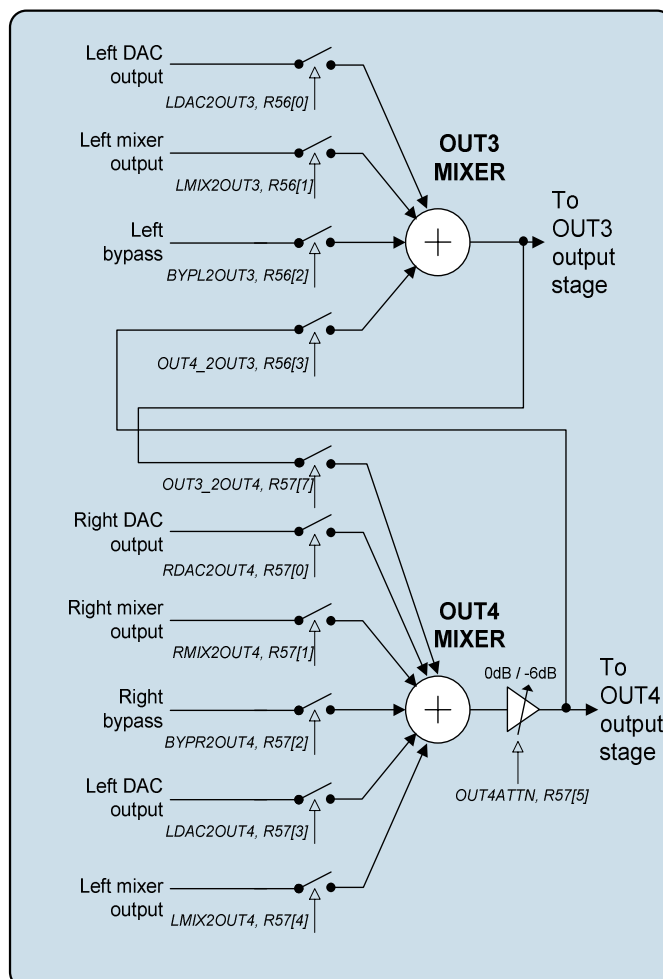 Left DAC
output
LDAC2OUT3, R56[0]
Left mixer
output
LMIX2OUT3, R56[1]
OUT3
MIXER
Left
bypass
BYPL2OUT3, R56[2]
To
OUT3
output
stage
OUT4_2OUT3, R56[3]
OUT3_2OUT4, R57[7]
Right DAC
output
RDAC2OUT4, R57[0]
Right mixer
output
RMIX2OUT4, R57[1]
OUT4
MIXER
Right
bypass
BYPR2OUT4, R57[2]
0dB / -6dB
To
OUT4
output
stage
OUT4ATTN, R57[5]
Left DAC
output
LDAC2OUT4, R57[3]
Left mixer
output
LMIX2OUT4, R57[4]